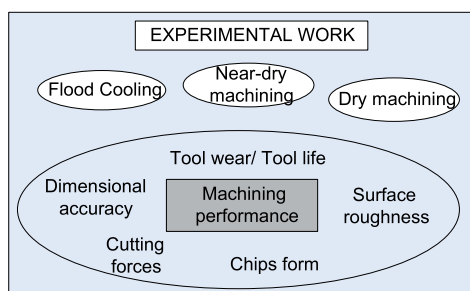 EXPERIMENTAL WORK
Flood Cooling
Near-dry
machining
Dry machining
Tool wear/ Tool life
Dimensional
accuracy
Machining
performance
Surface
roughness
Cutting
forces
Chips form